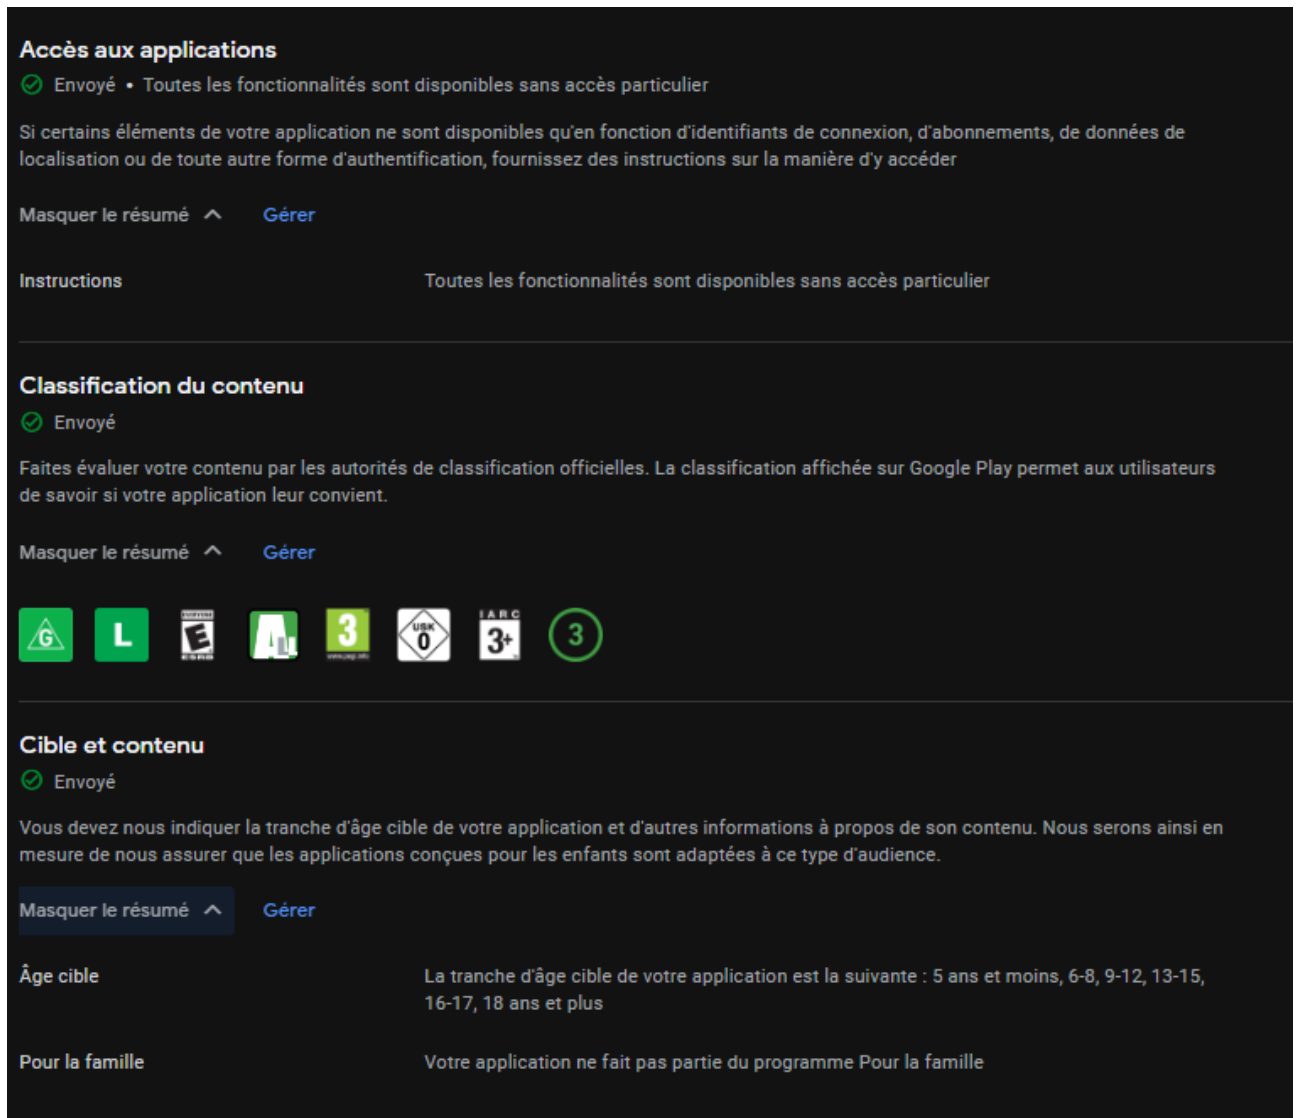 Accès aux applications
Envoyé • Toutes les fonctionnalités sont disponibles sans accès particulier
Si certains éléments de votre application ne sont disponibles qu'en fonction d'identifiants de connexion, d'abonnements, de données de
localisation ou de toute autre forme d'authentification, fournissez des instructions sur la manière d'y accéder
Masquer le résumé Gérer
Instructions Toutes les fonctionnalités sont disponibles sans accès particulier
Classification du contenu
Envoyé
Faites évaluer votre contenu par les autorités de classification officielles. La classification affichée sur Google Play permet aux utilisateurs
de savoir si votre application leur convient.
Masquer le résumé Gérer
G L EVERYONE E ESRB ALL 3 www.pegi.info USK 0 IARC 3+ 3
Cible et contenu
Envoyé
Vous devez nous indiquer la tranche d'âge cible de votre application et d'autres informations à propos de son contenu. Nous serons ainsi en
mesure de nous assurer que les applications conçues pour les enfants sont adaptées à ce type d'audience.
Masquer le résumé Gérer
Âge cible La tranche d'âge cible de votre application est la suivante : 5 ans et moins, 6-8, 9-12, 13-15,
16-17, 18 ans et plus
Pour la famille Votre application ne fait pas partie du programme Pour la famille